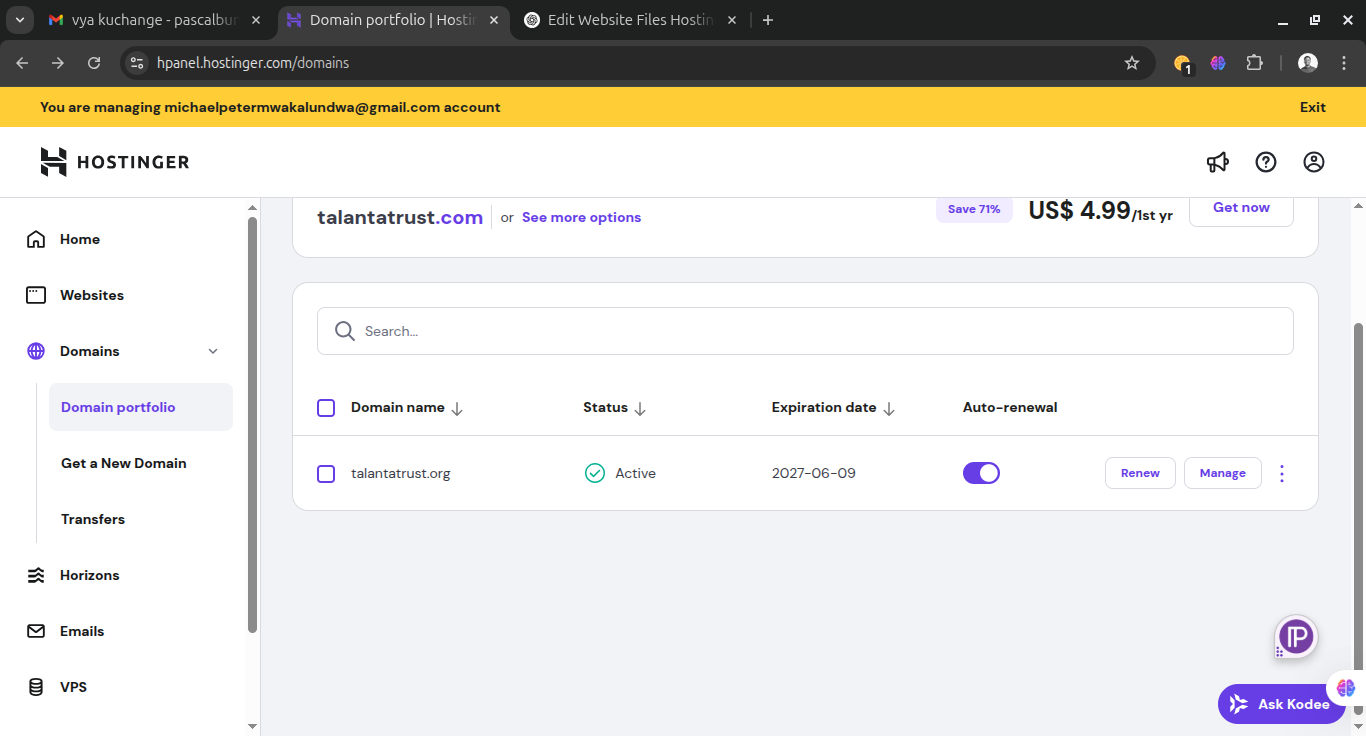 vya kuchange - pascalbur
Domain portfolio | Hostin
Edit Website Files Hostin
hpanel.hostinger.com/domains
1
You are managing michaelpetermwakalundwa@gmail.com account
Exit
HOSTINGER
talantatrust.com or See more options
Save 71%
US$ 4.99/1st yr
Get now
Home
Websites
Domains
Domain portfolio
Get a New Domain
Transfers
Horizons
Emails
VPS
Search...
Domain name Status Expiration date Auto-renewal
talantatrust.org Active 2027-06-09 Renew Manage
IP
Ask Kodee